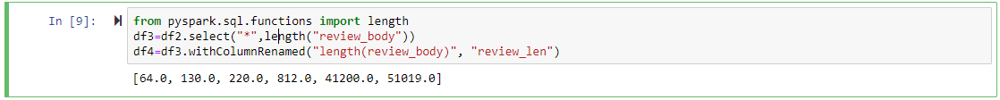 In [9]:
from pyspark.sql.functions import length
df3=df2.select("*",length("review_body"))
df4=df3.withColumnRenamed("length(review_body)", "review_len")
[64.0, 130.0, 220.0, 812.0, 41200.0, 51019.0]